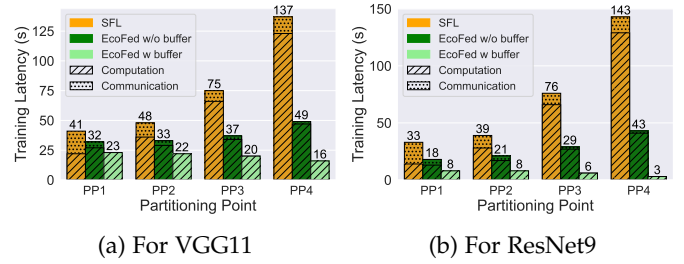 137
125
100
75
50
25
0
Training Latency (s)
SFL
EcoFed w/o buffer
EcoFed w buffer
Computation
Communication
41
32
23
48
33
22
75
37
20
49
16
PP1
PP2
PP3
PP4
Partitioning Point
(a) For VGG11
150
100
50
0
Training Latency (s)
SFL
EcoFed w/o buffer
EcoFed w buffer
Computation
Communication
143
33
18
8
39
21
8
76
29
6
43
3
PP1
PP2
PP3
PP4
Partitioning Point
(b) For ResNet9